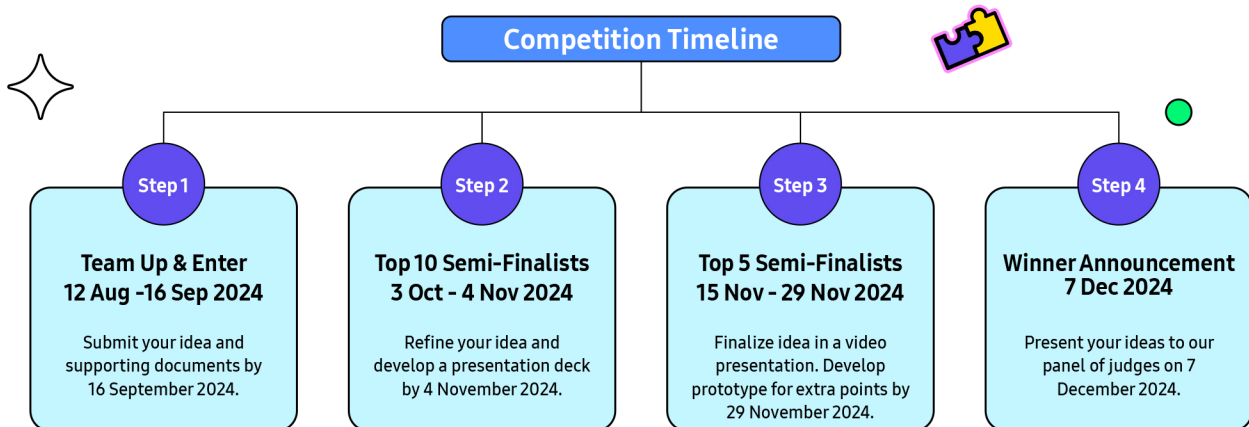 Competition Timeline
Step 1
Team Up & Enter
12 Aug -16 Sep 2024
Submit your idea and
supporting documents by
16 September 2024.
Step 2
Top 10 Semi-Finalists
3 Oct - 4 Nov 2024
Refine your idea and
develop a presentation deck
by 4 November 2024.
Step 3
Top 5 Semi-Finalists
15 Nov - 29 Nov 2024
Finalize idea in a video
presentation. Develop
prototype for extra points by
29 November 2024.
Step 4
Winner Announcement
7 Dec 2024
Present your ideas to our
panel of judges on 7
December 2024.